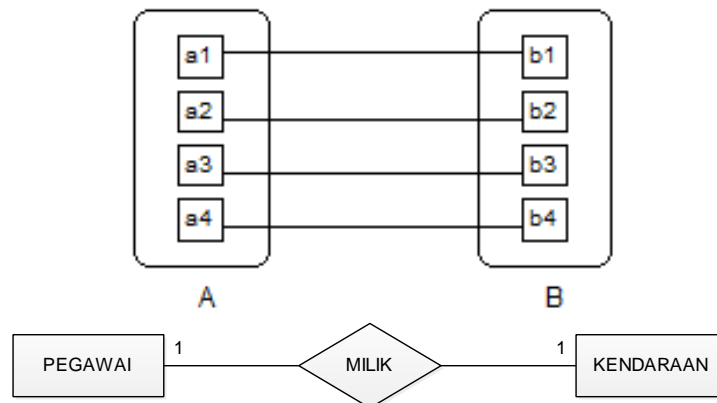 a1 b1
a2 b2
a3 b3
a4 b4
A B
1 1
PEGAWAI MILIK KENDARAAN